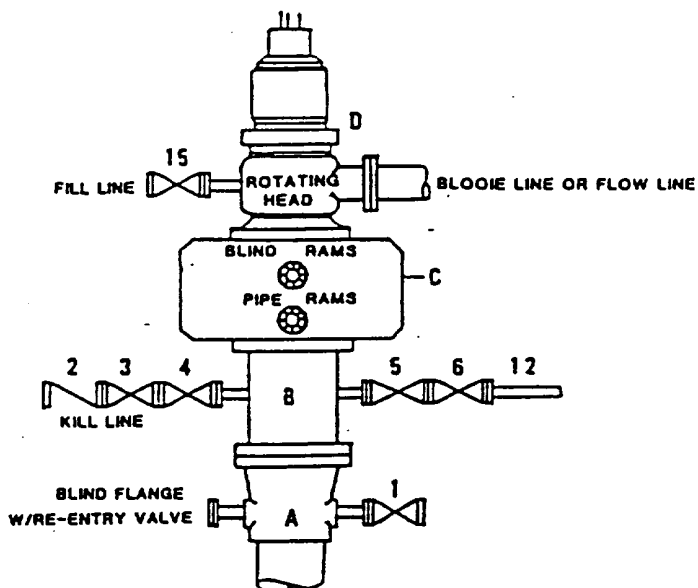 D
15
FILL LINE
ROTATING
HEAD
BLOOIE LINE OR FLOW LINE
BLIND RAMS
C
PIPE RAMS
2 3 4
5 6 12
B
KILL LINE
BLIND FLANGE
W/RE-ENTRY VALVE
1
A